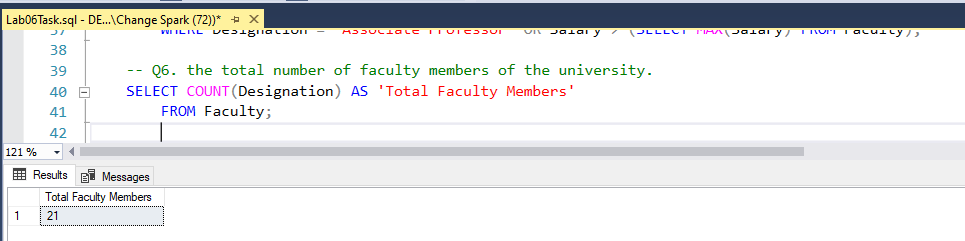 Lab06Task.sql - DE...\Change Spark (72))*
37 WHERE Designation = 'Associate Professor' OR Salary > (SELECT MAX(Salary) FROM Faculty);
38
39 -- Q6. the total number of faculty members of the university.
40 SELECT COUNT(Designation) AS 'Total Faculty Members'
41 FROM Faculty;
42
121 %
Results Messages
Total Faculty Members
1 21